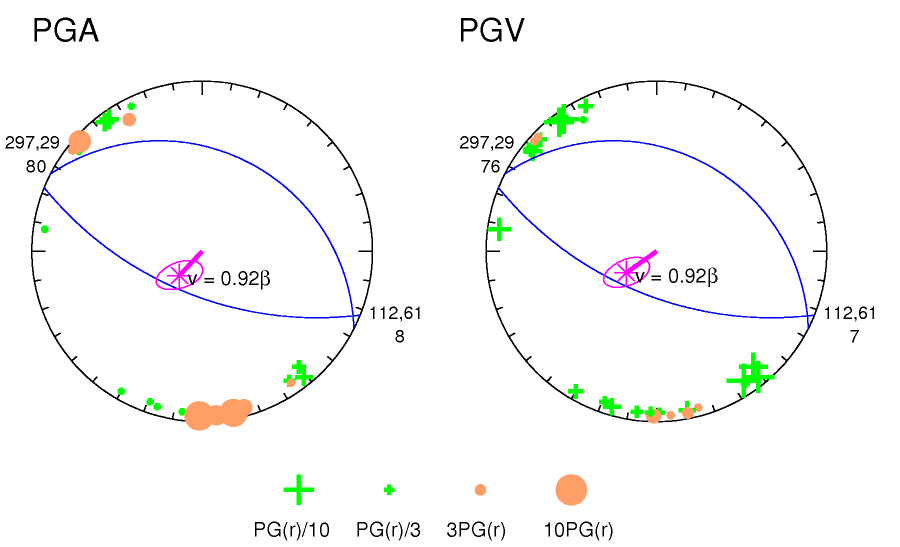 PGA PGV
297,29 297,29
80 76
v = 0.92β v = 0.92β
112,61 112,61
8 7
PG(r)/10 PG(r)/3 3PG(r) 10PG(r)